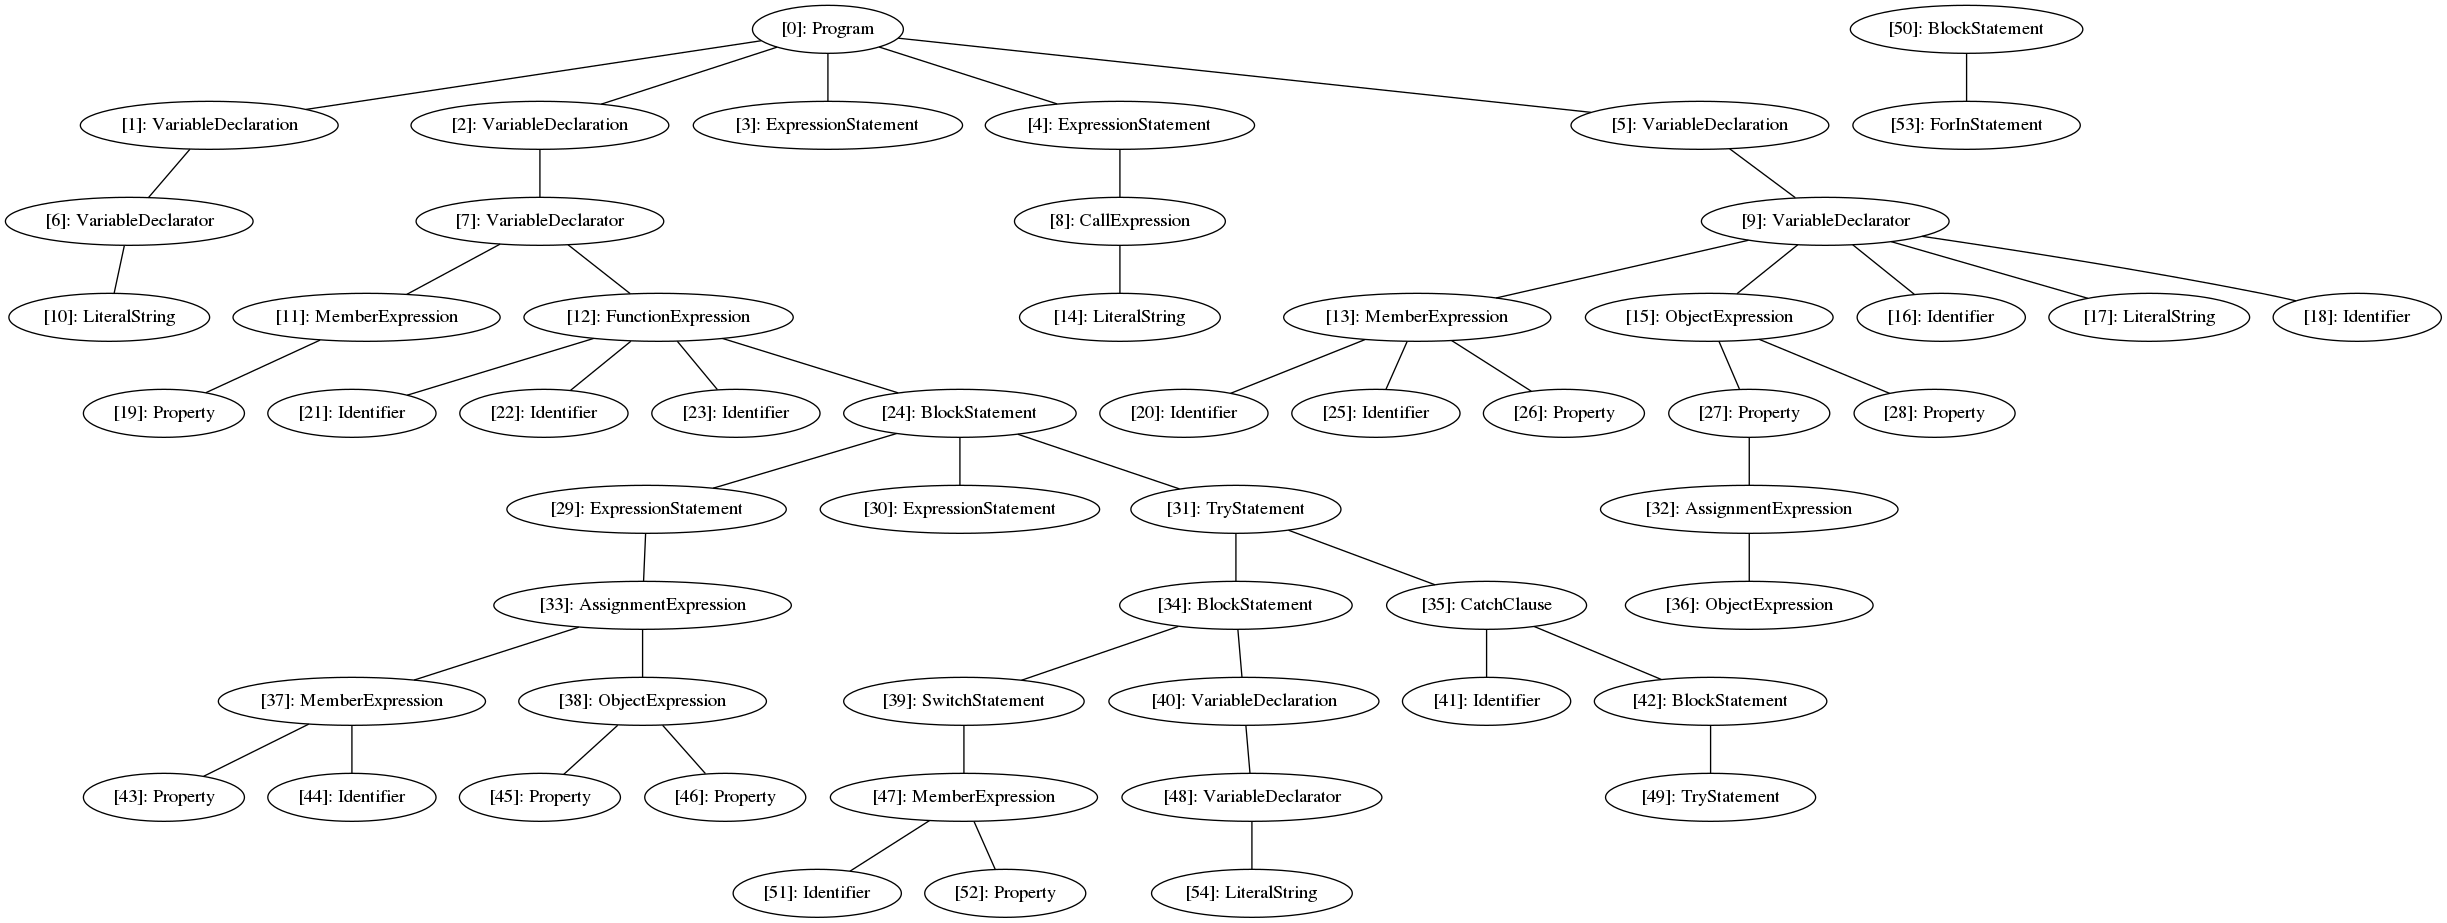 [0]: Program
[50]: BlockStatement
[1]: VariableDeclaration
[2]: VariableDeclaration
[3]: ExpressionStatement
[4]: ExpressionStatement
[5]: VariableDeclaration
[53]: ForInStatement
[6]: VariableDeclarator
[7]: VariableDeclarator
[8]: CallExpression
[9]: VariableDeclarator
[10]: LiteralString
[11]: MemberExpression
[12]: FunctionExpression
[14]: LiteralString
[13]: MemberExpression
[15]: ObjectExpression
[16]: Identifier
[17]: LiteralString
[18]: Identifier
[19]: Property
[21]: Identifier
[22]: Identifier
[23]: Identifier
[24]: BlockStatement
[20]: Identifier
[25]: Identifier
[26]: Property
[27]: Property
[28]: Property
[29]: ExpressionStatement
[30]: ExpressionStatement
[31]: TryStatement
[32]: AssignmentExpression
[33]: AssignmentExpression
[34]: BlockStatement
[35]: CatchClause
[36]: ObjectExpression
[37]: MemberExpression
[38]: ObjectExpression
[39]: SwitchStatement
[40]: VariableDeclaration
[41]: Identifier
[42]: BlockStatement
[43]: Property
[44]: Identifier
[45]: Property
[46]: Property
[47]: MemberExpression
[48]: VariableDeclarator
[49]: TryStatement
[51]: Identifier
[52]: Property
[54]: LiteralString